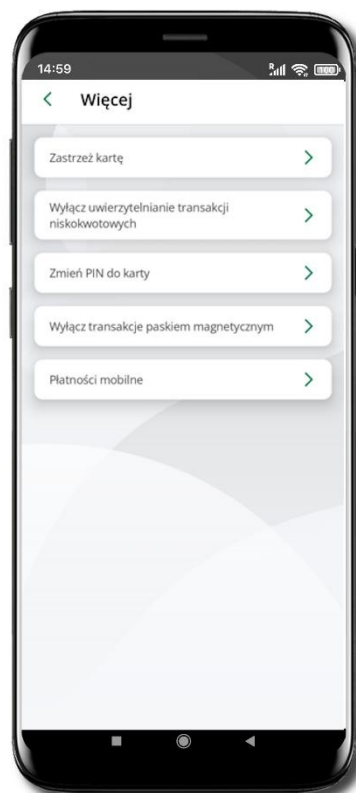 14:59
Więcej
Zastrzeż kartę
Wyłącz uwierzytelnianie transakcji
niskokwotowych
Zmień PIN do karty
Wyłącz transakcje paskiem magnetycznym
Płatności mobilne